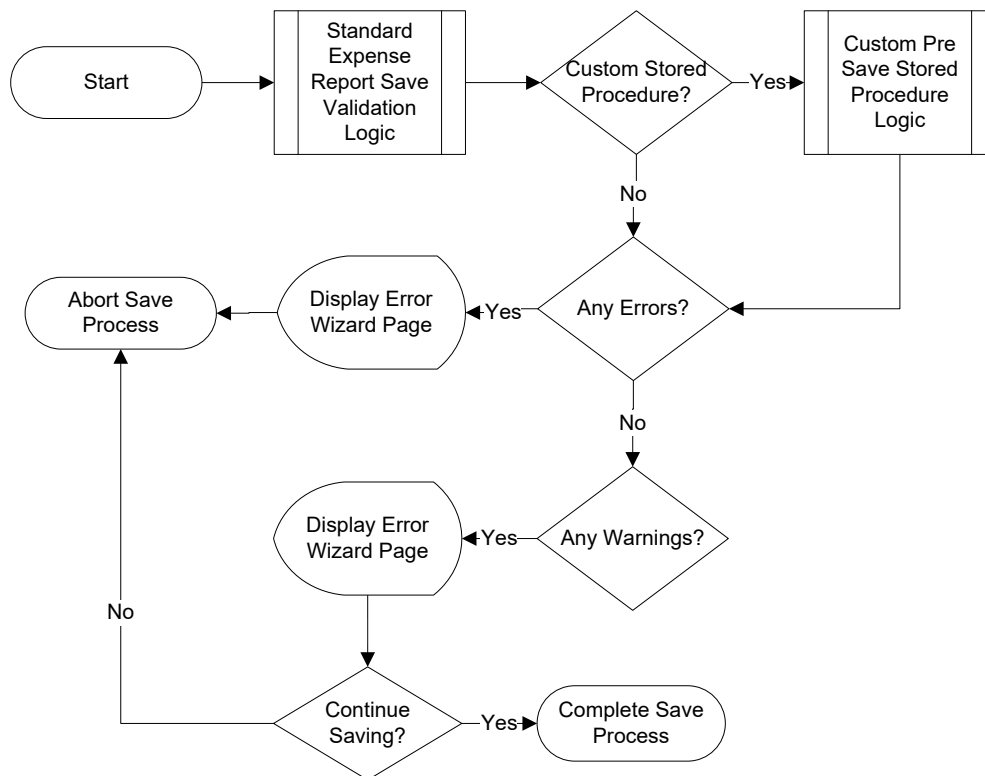 Start
Standard
Expense
Report Save
Validation
Logic
Custom Stored
Procedure?
Yes
Custom Pre
Save Stored
Procedure
Logic
No
Abort Save
Process
Display Error
Wizard Page
Yes
Any Errors?
No
Display Error
Wizard Page
Yes
Any Warnings?
No
Continue
Saving?
Yes
Complete Save
Process